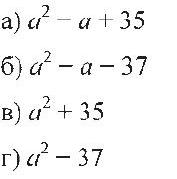 а) a² − a + 35
б) a² − a − 37
в) a² + 35
г) a² − 37